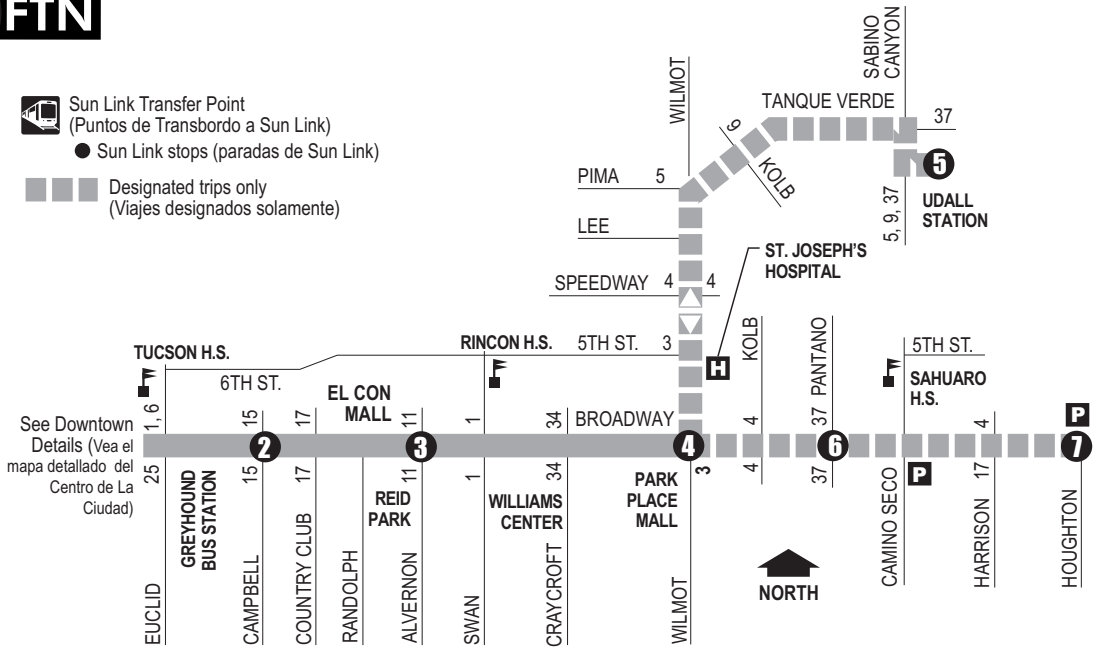 FTN
Sun Link Transfer Point
(Puntos de Transbordo a Sun Link)
Sun Link stops (paradas de Sun Link)
Designated trips only
(Viajes designados solamente)
SABINO
CANYON
WILMOT
TANQUE VERDE
37
9
KOLB
PIMA 5
5
UDALL
STATION
5, 9, 37
LEE
ST. JOSEPH'S
HOSPITAL
SPEEDWAY 4 4
TUCSON H.S.
RINCON H.S.
5TH ST. 3
H
KOLB
PANTANO
5TH ST.
6TH ST.
SAHUARO
H.S.
EL CON
MALL
See Downtown
Details (Vea el
mapa detallado del
Centro de La
Ciudad)
1, 6
15
17
11
1
34
BROADWAY
4
37
4
P
2
3
4
6
7
25
15
17
11
1
34
3
4
37
P
17
GREYHOUND
BUS STATION
REID
PARK
WILLIAMS
CENTER
PARK
PLACE
MALL
NORTH
EUCLID
CAMPBELL
COUNTRY CLUB
RANDOLPH
ALVERNON
SWAN
CRAYCROFT
WILMOT
CAMINO SECO
HARRISON
HOUGHTON